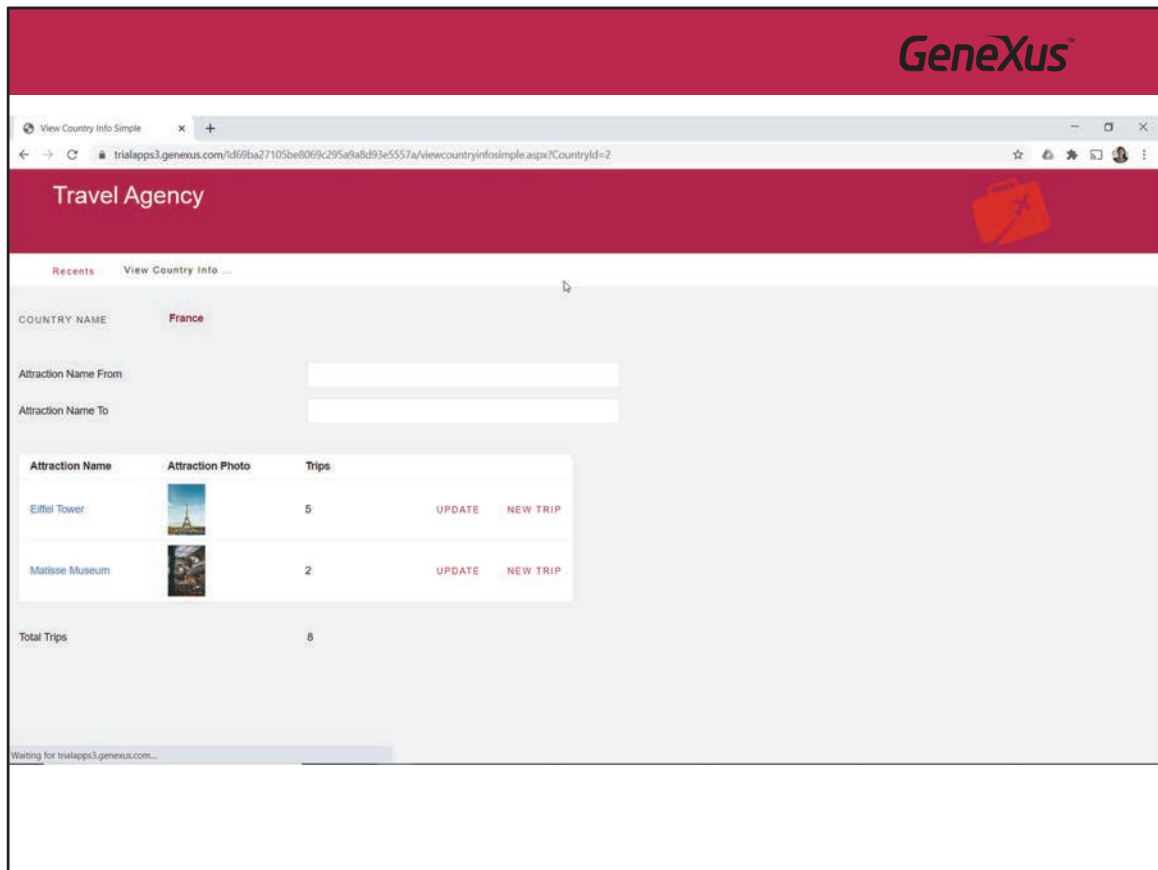 GeneXus™
View Country Info Simple
trialapps3.genexus.com/Id69ba27105be8069c295a9a8d93e5557a/viewcountryinfosimple.aspx?CountryId=2
Travel Agency
Recents View Country Info ...
COUNTRY NAME France
Attraction Name From
Attraction Name To
Attraction Name Attraction Photo Trips
Eiffel Tower 5 UPDATE NEW TRIP
Matisse Museum 2 UPDATE NEW TRIP
Total Trips 8
Waiting for trialapps3.genexus.com...